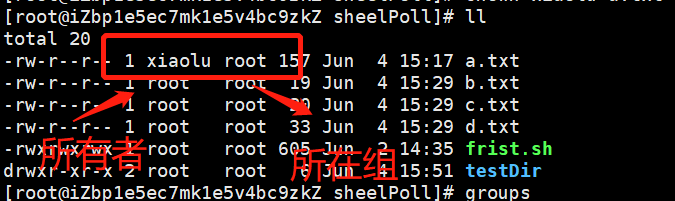 [root@iZbp1e5ec7mk1e5v4bc9zkZ sheelPoll]# ll
total 20
-rw-r--r-- 1 xiaolu root 157 Jun 4 15:17 a.txt
-rw-r--r-- 1 root root 19 Jun 4 15:29 b.txt
-rw-r--r-- 1 root root 20 Jun 4 15:29 c.txt
-rw-r--r-- 1 root root 33 Jun 4 15:29 d.txt
所有者
所在组
-rwxrwxrwx 1 root root 605 Jun 2 14:35 frist.sh
drwxr-xr-x 2 root root 6 Jun 4 15:51 testDir
[root@iZbp1e5ec7mk1e5v4bc9zkZ sheelPoll]# groups